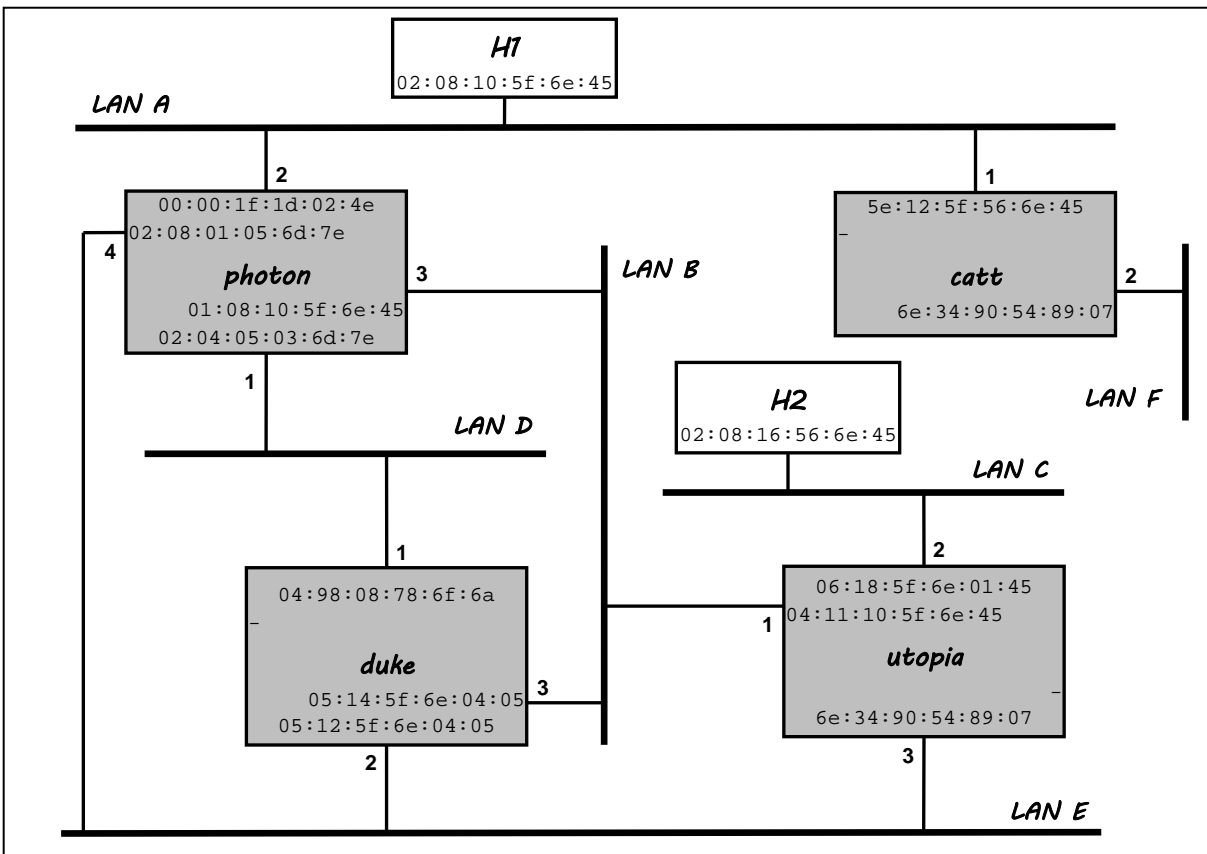 H1
02:08:10:5f:6e:45
LAN A
2
1
00:00:1f:1d:02:4e
02:08:01:05:6d:7e
4
photon
3
01:08:10:5f:6e:45
02:04:05:03:6d:7e
1
5e:12:5f:56:6e:45
-
catt
2
6e:34:90:54:89:07
LAN B
LAN F
H2
02:08:16:56:6e:45
LAN D
LAN C
1
2
04:98:08:78:6f:6a
-
duke
3
05:14:5f:6e:04:05
05:12:5f:6e:04:05
2
06:18:5f:6e:01:45
04:11:10:5f:6e:45
1
utopia
-
6e:34:90:54:89:07
3
LAN E